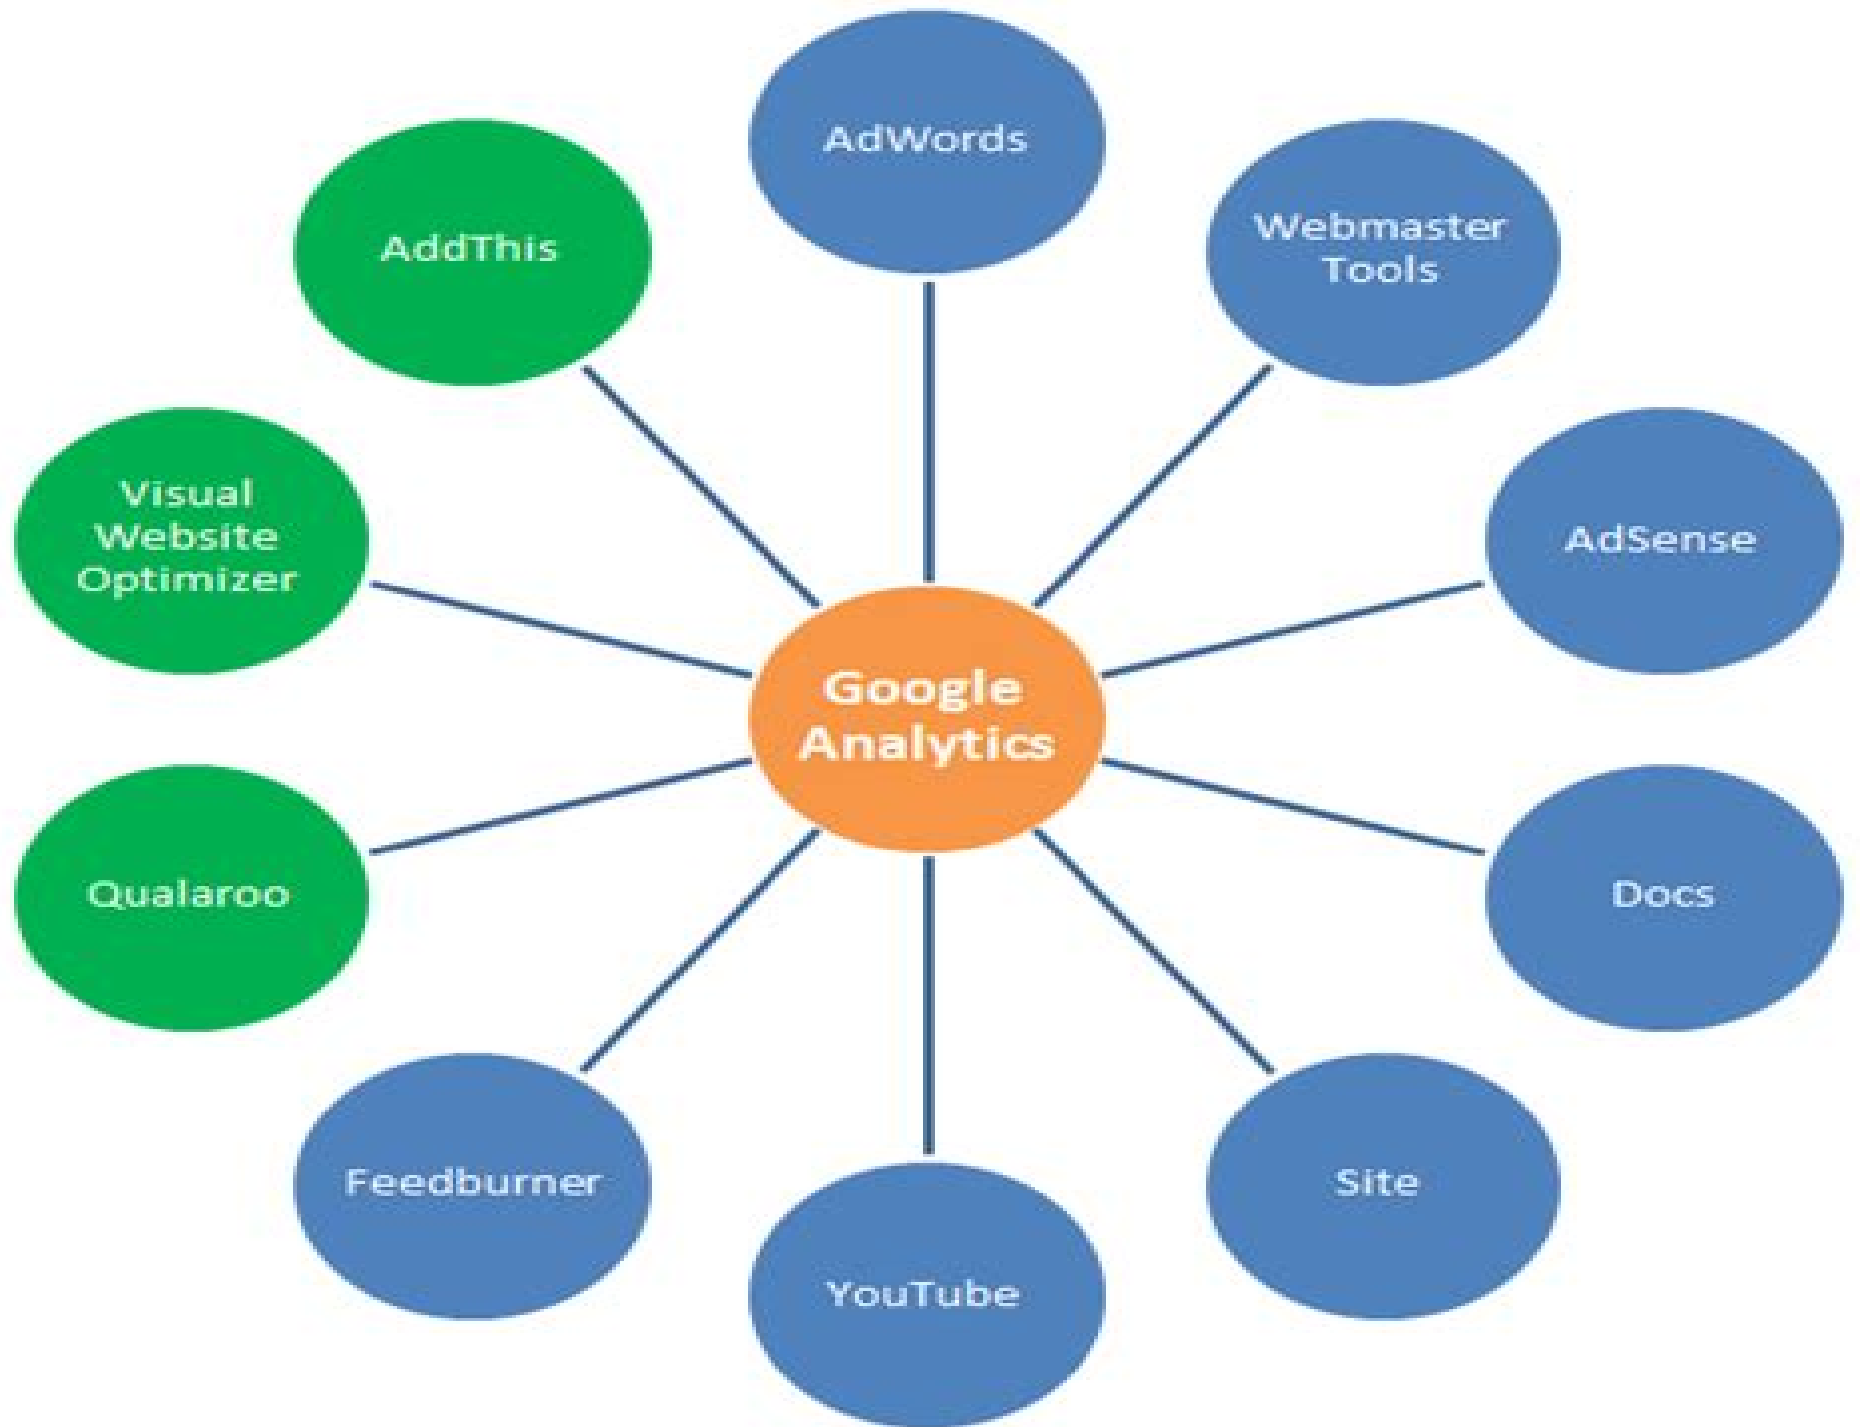 AdWords
AddThis
Webmaster
Tools
Visual
Website
Optimizer
AdSense
Google
Analytics
Qualaroo
Docs
Feedburner
Site
YouTube